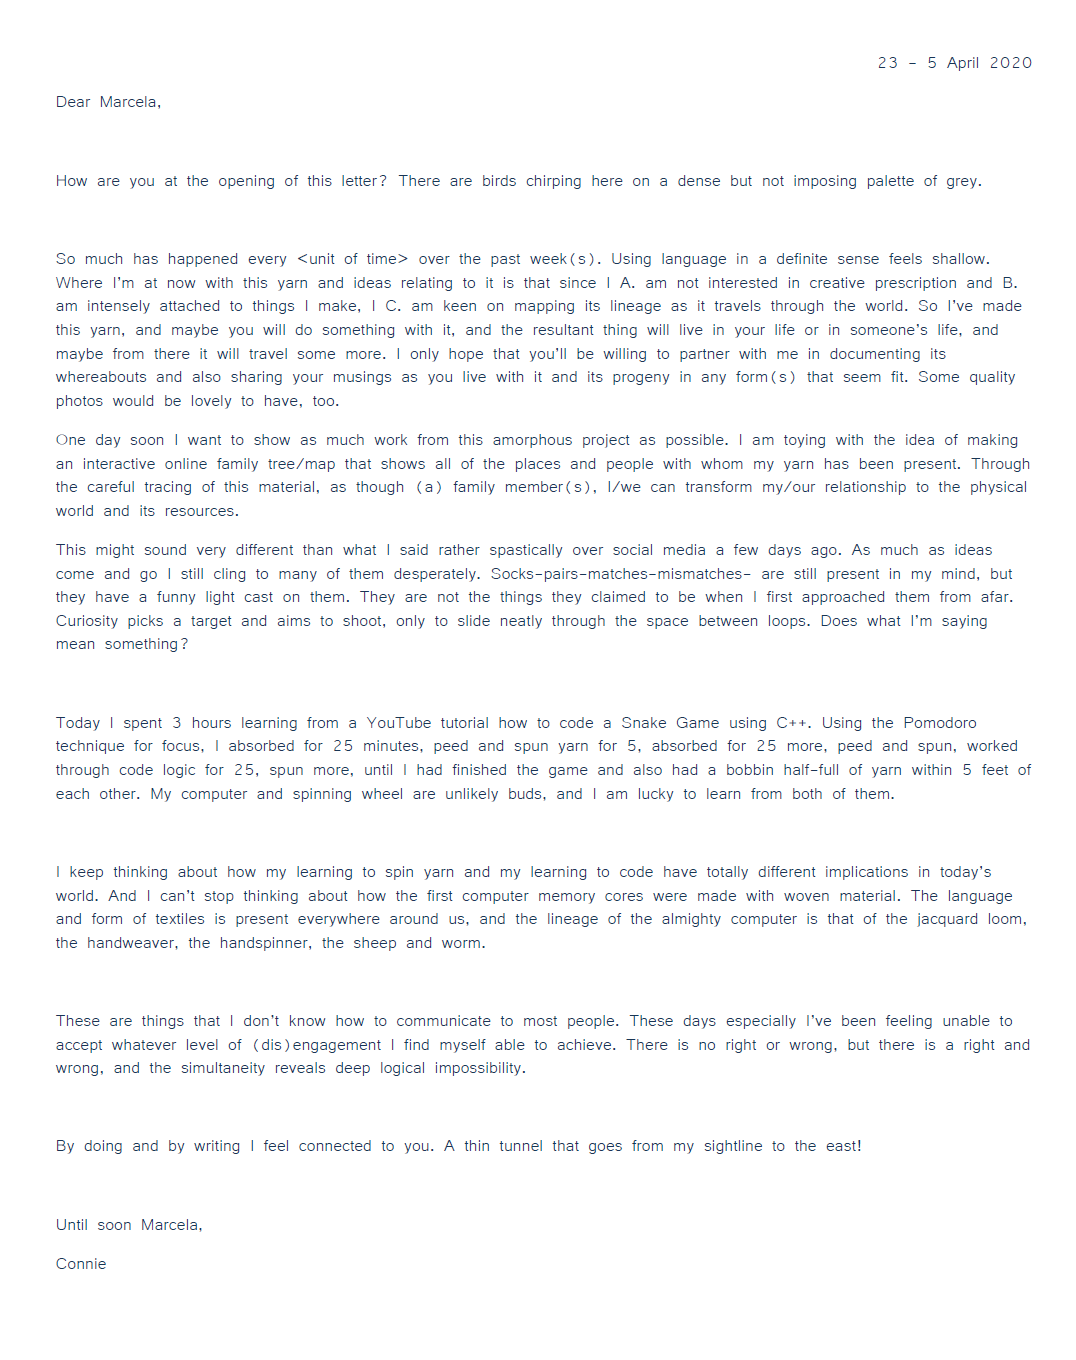 23 - 5 April 2020
Dear Marcela,
How are you at the opening of this letter? There are birds chirping here on a dense but not imposing palette of grey.
So much has happened every <unit of time> over the past week(s). Using language in a definite sense feels shallow.
Where I'm at now with this yarn and ideas relating to it is that since I A. am not interested in creative prescription and B.
am intensely attached to things I make, I C. am keen on mapping its lineage as it travels through the world. So I've made
this yarn, and maybe you will do something with it, and the resultant thing will live in your life or in someone's life, and
maybe from there it will travel some more. I only hope that you'll be willing to partner with me in documenting its
whereabouts and also sharing your musings as you live with it and its progeny in any form(s) that seem fit. Some quality
photos would be lovely to have, too.
One day soon I want to show as much work from this amorphous project as possible. I am toying with the idea of making
an interactive online family tree/map that shows all of the places and people with whom my yarn has been present. Through
the careful tracing of this material, as though (a) family member(s), I/we can transform my/our relationship to the physical
world and its resources.
This might sound very different than what I said rather spastically over social media a few days ago. As much as ideas
come and go I still cling to many of them desperately. Socks-pairs-matches-mismatches- are still present in my mind, but
they have a funny light cast on them. They are not the things they claimed to be when I first approached them from afar.
Curiosity picks a target and aims to shoot, only to slide neatly through the space between loops. Does what I'm saying
mean something?
Today I spent 3 hours learning from a YouTube tutorial how to code a Snake Game using C++. Using the Pomodoro
technique for focus, I absorbed for 25 minutes, peed and spun yarn for 5, absorbed for 25 more, peed and spun, worked
through code logic for 25, spun more, until I had finished the game and also had a bobbin half-full of yarn within 5 feet of
each other. My computer and spinning wheel are unlikely buds, and I am lucky to learn from both of them.
I keep thinking about how my learning to spin yarn and my learning to code have totally different implications in today's
world. And I can't stop thinking about how the first computer memory cores were made with woven material. The language
and form of textiles is present everywhere around us, and the lineage of the almighty computer is that of the jacquard loom,
the handweaver, the handspinner, the sheep and worm.
These are things that I don't know how to communicate to most people. These days especially I've been feeling unable to
accept whatever level of (dis)engagement I find myself able to achieve. There is no right or wrong, but there is a right and
wrong, and the simultaneity reveals deep logical impossibility.
By doing and by writing I feel connected to you. A thin tunnel that goes from my sightline to the east!
Until soon Marcela,
Connie